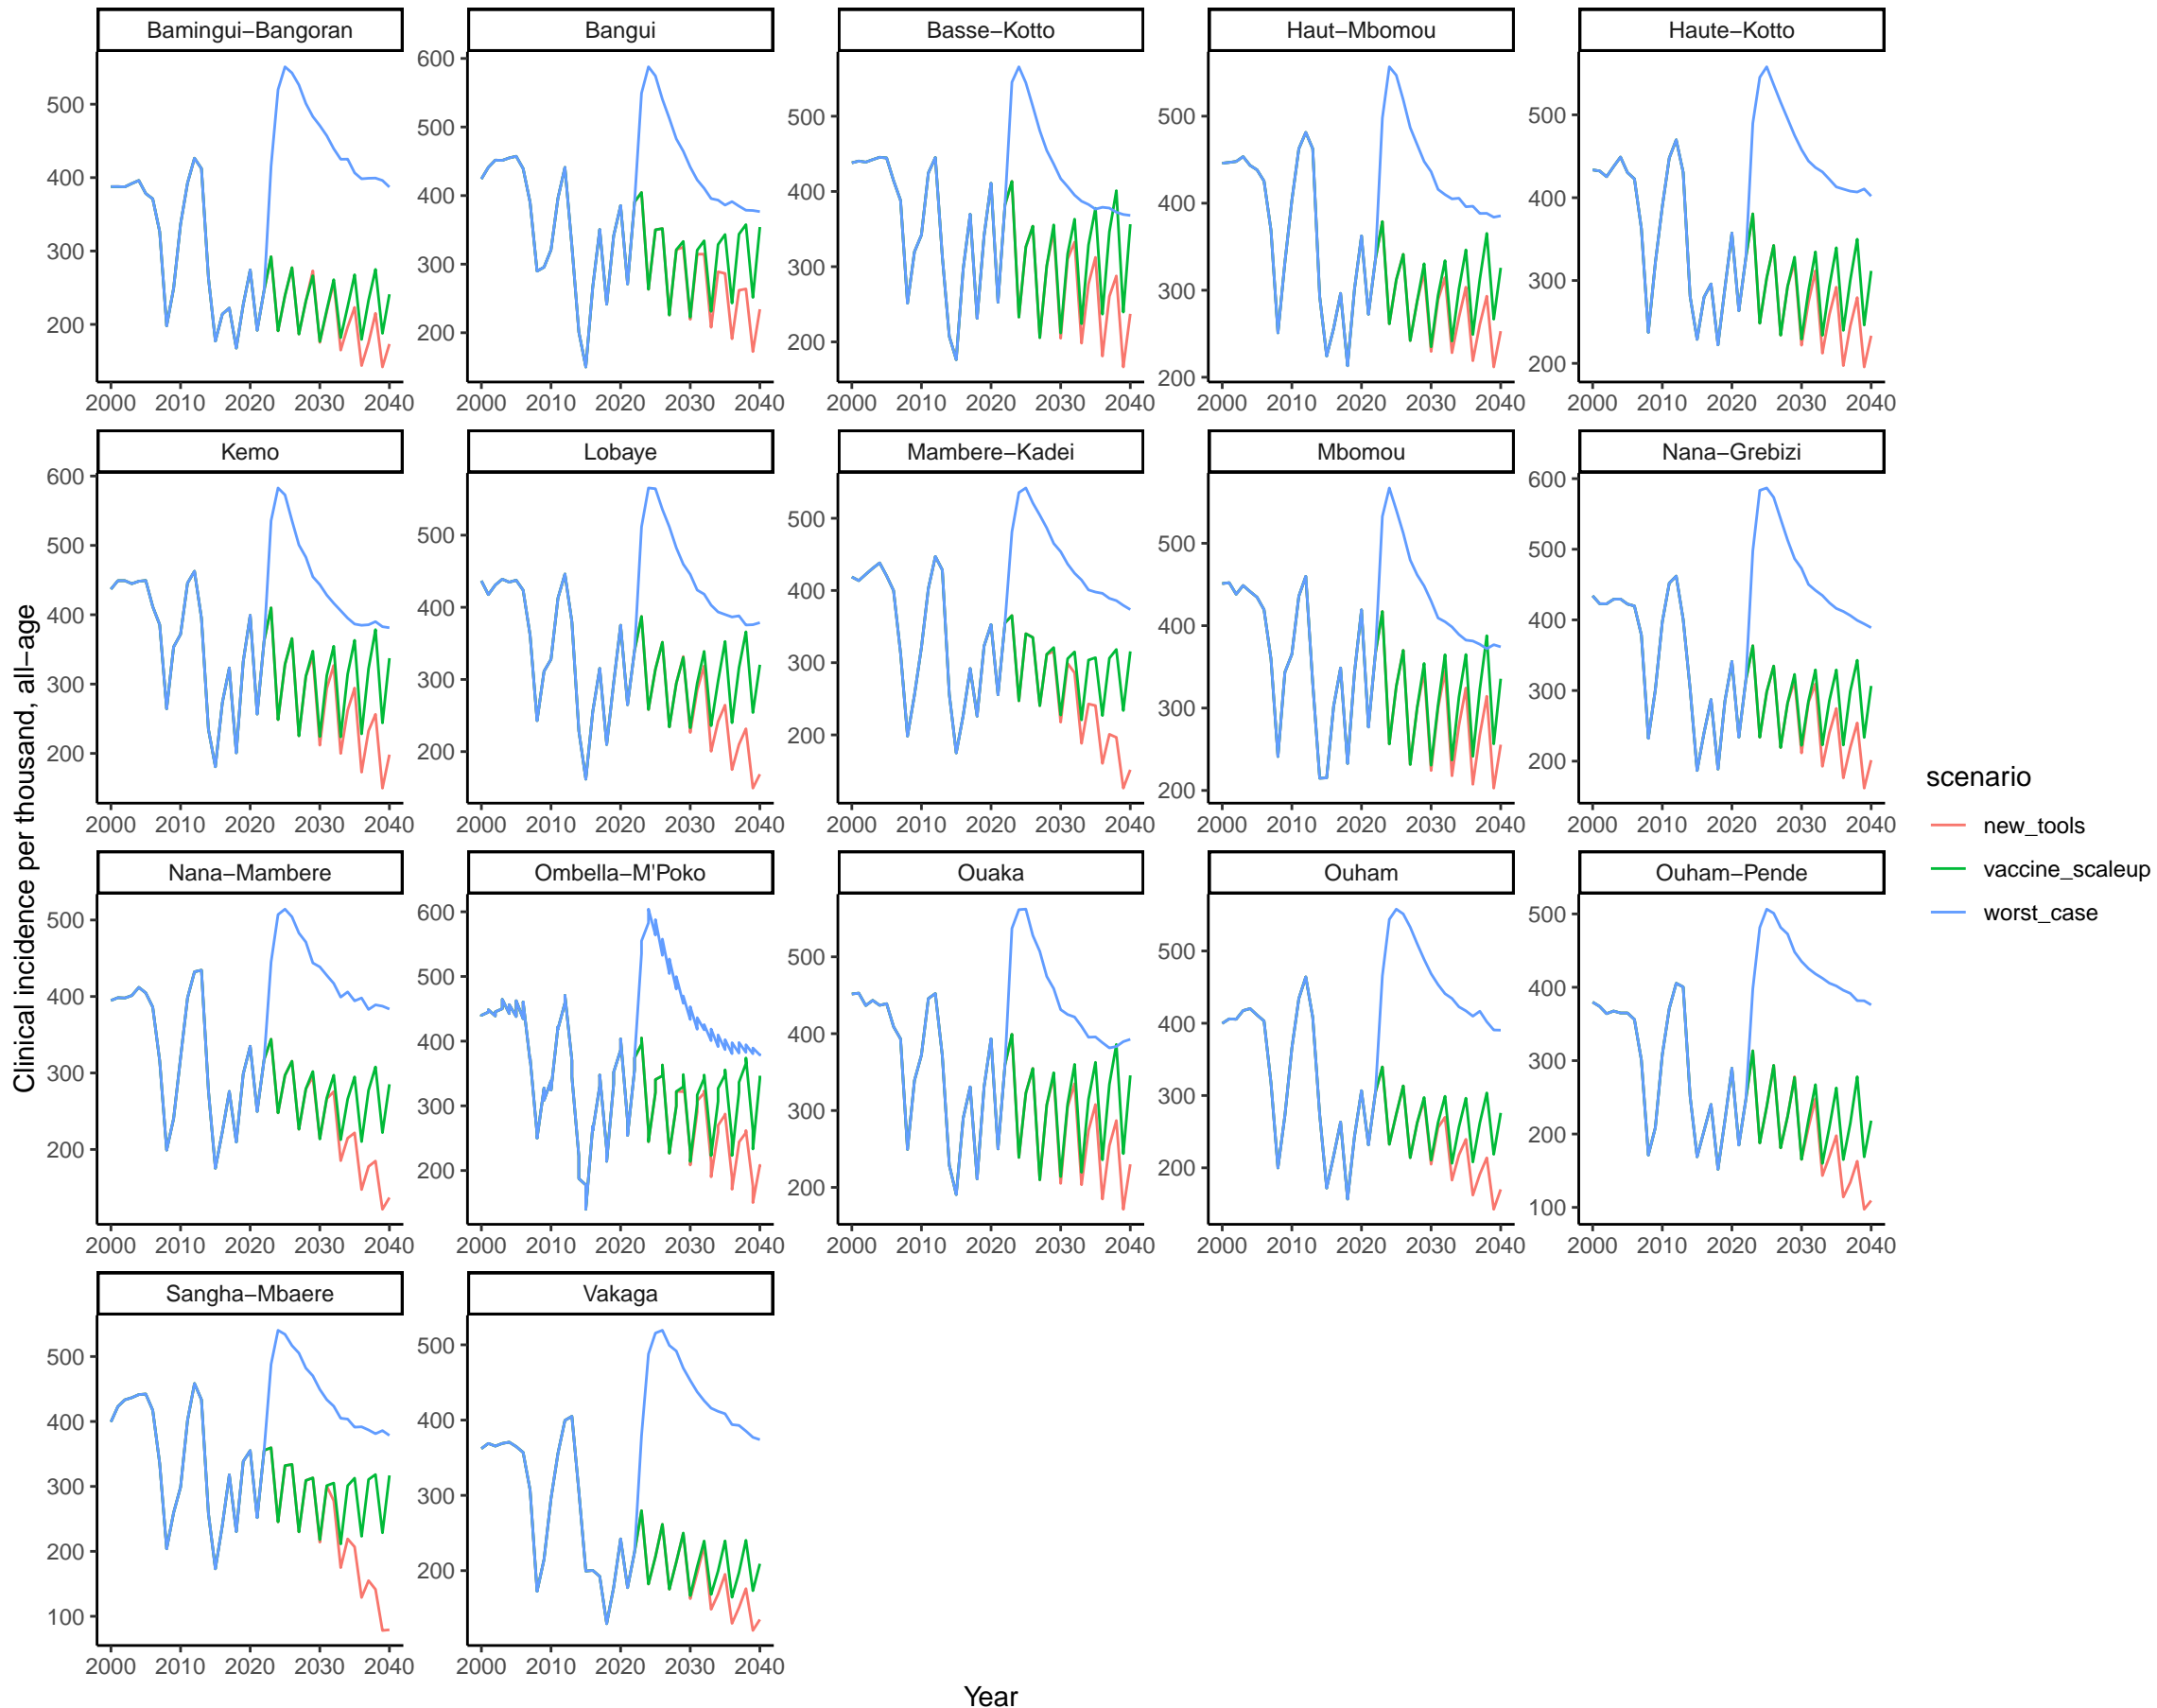 Bamingui−Bangoran Bangui Basse−Kotto Haut−Mbomou Haute−Kotto
600
500 500 500 500 500
400 400 400 400 400
300 300 300 300 300
200 200 200 200 200
2000 2010 2020 2030 2040 2000 2010 2020 2030 2040 2000 2010 2020 2030 2040 2000 2010 2020 2030 2040 2000 2010 2020 2030 2040
Kemo Lobaye Mambere−Kadei Mbomou Nana−Grebizi
600 600
500 500 500 500 500
400 400 400 400 400
300 300 300 300 300
200 200 200 200 200
2000 2010 2020 2030 2040 2000 2010 2020 2030 2040 2000 2010 2020 2030 2040 2000 2010 2020 2030 2040 2000 2010 2020 2030 2040
Nana−Mambere Ombella−M'Poko Ouaka Ouham Ouham−Pende
600
500 500 500 500 500
400 400 400 400 400
300 300 300 300 300
200 200 200 200 200
100
2000 2010 2020 2030 2040 2000 2010 2020 2030 2040 2000 2010 2020 2030 2040 2000 2010 2020 2030 2040 2000 2010 2020 2030 2040
Sangha−Mbaere Vakaga
500 500
400 400
300 300
200 200
100
2000 2010 2020 2030 2040 2000 2010 2020 2030 2040
Clinical incidence per thousand, all−age
Year
scenario
new_tools
vaccine_scaleup
worst_case